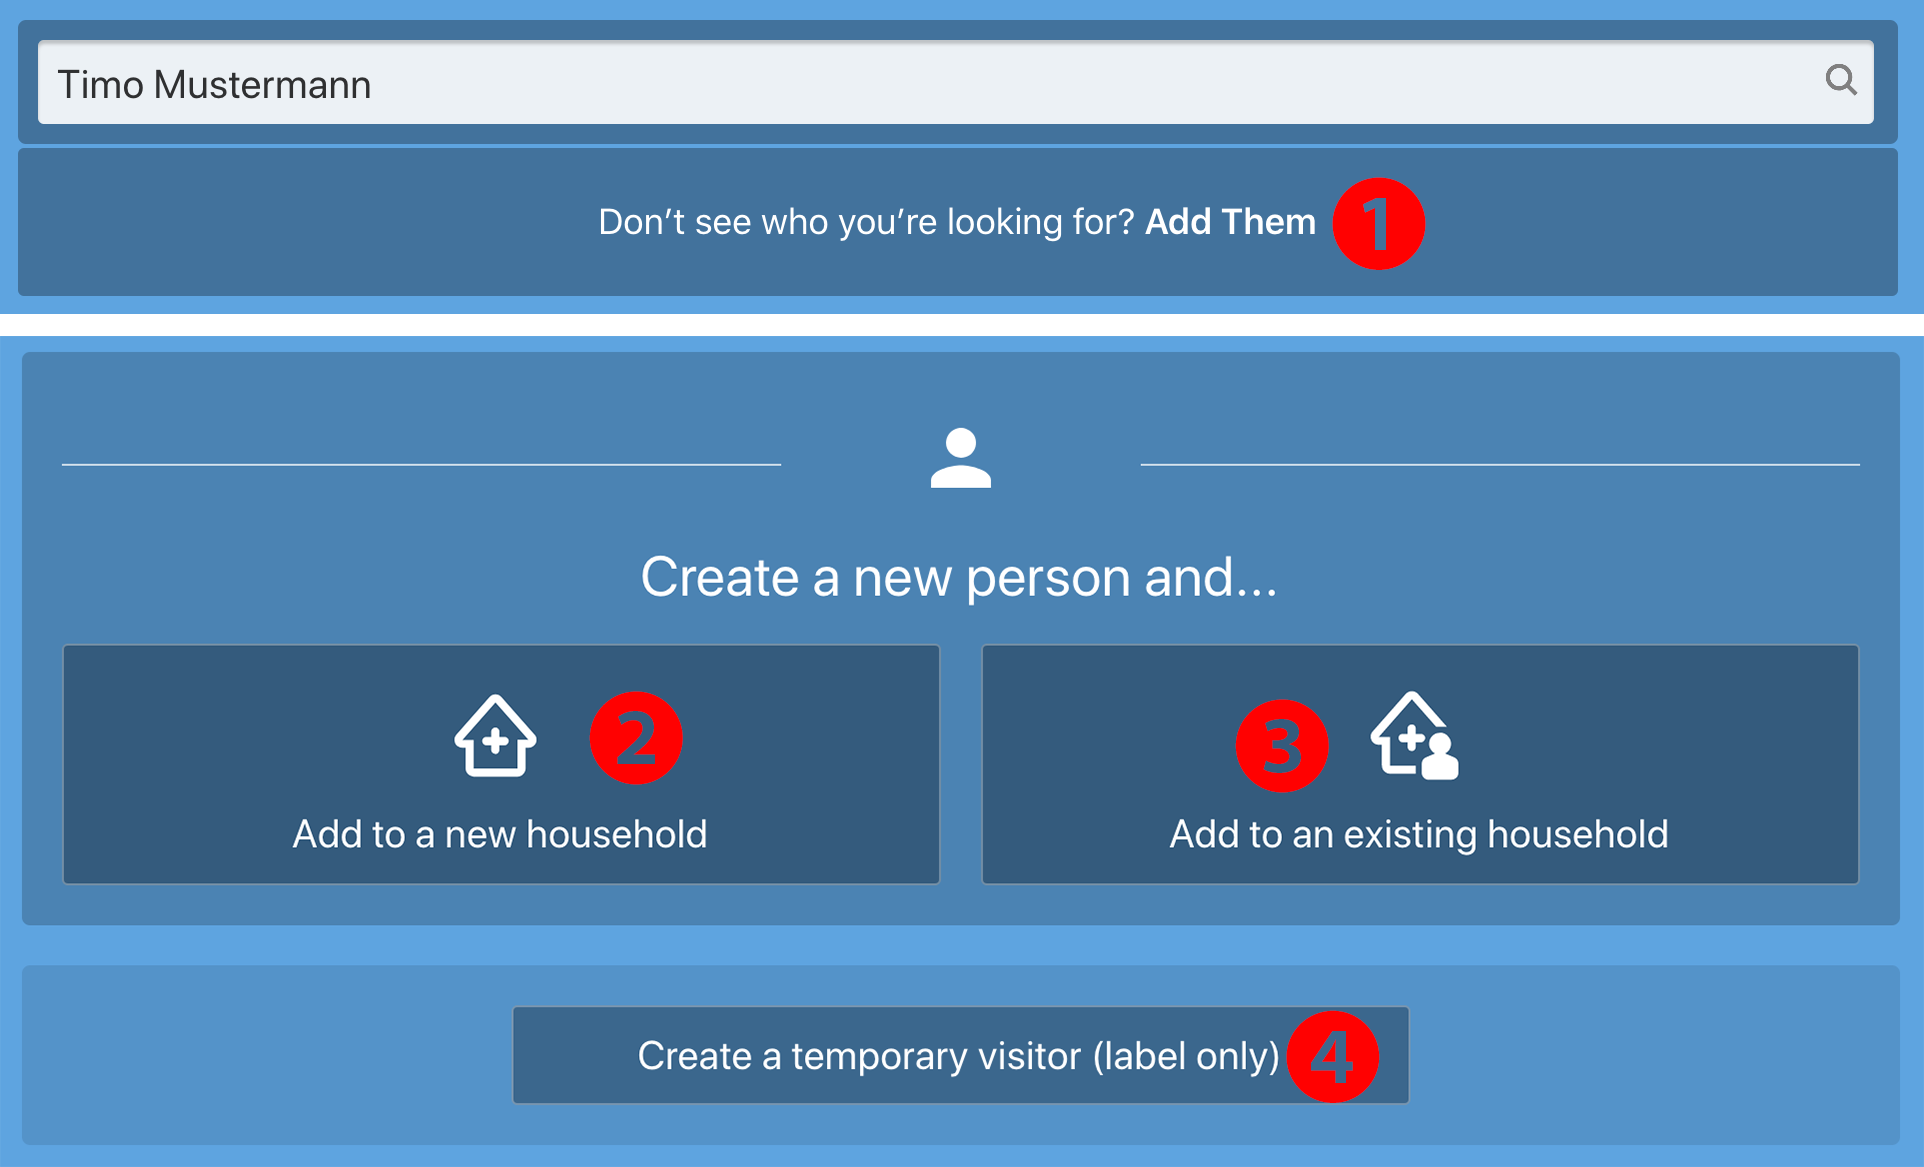 Timo Mustermann
Don’t see who you’re looking for? Add Them 1
Create a new person and...
2
Add to a new household
3
Add to an existing household
Create a temporary visitor (label only) 4